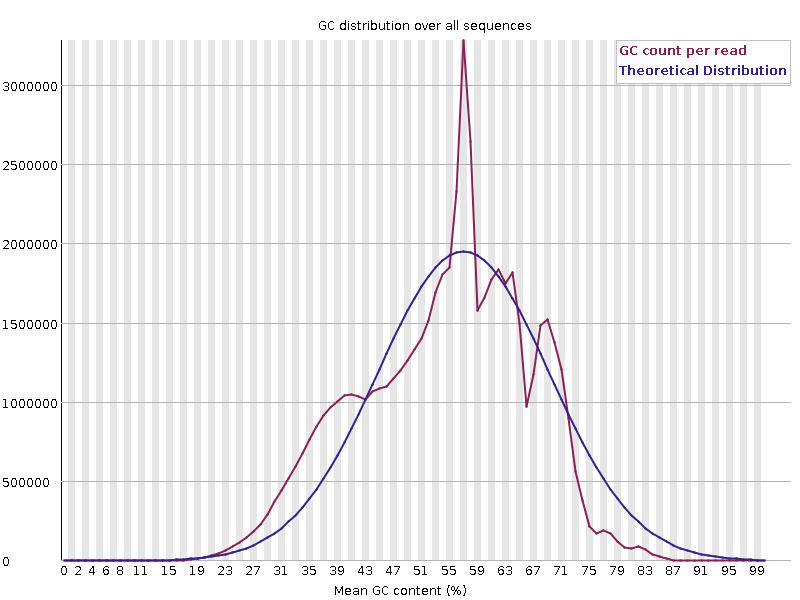 GC distribution over all sequences
GC count per read
Theoretical Distribution
3000000
2500000
2000000
1500000
1000000
500000
0
0 2 4 6 8 11 15 19 23 27 31 35 39 43 47 51 55 59 63 67 71 75 79 83 87 91 95 99
Mean GC content (%)